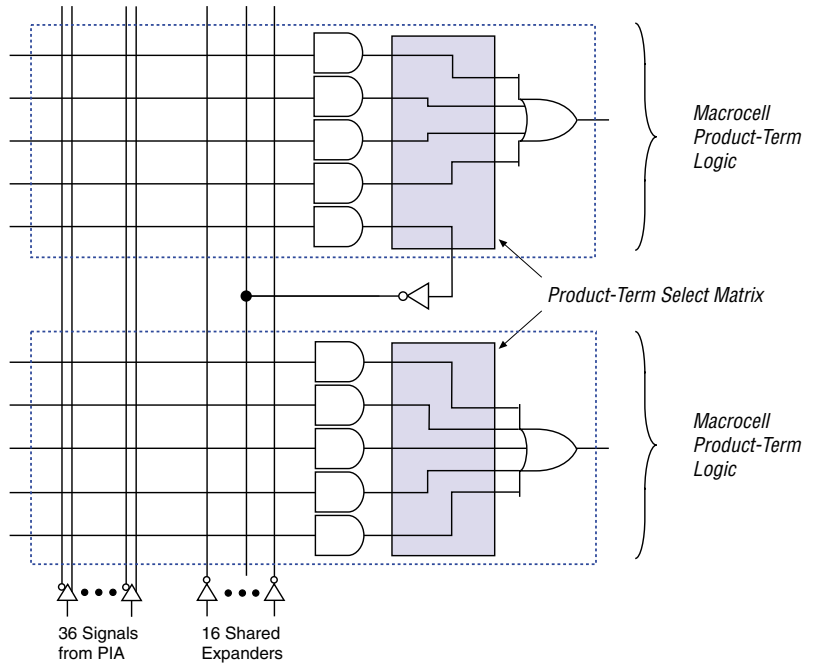 Macrocell
Product-Term
Logic
Product-Term Select Matrix
Macrocell
Product-Term
Logic
36 Signals
from PIA
16 Shared
Expanders